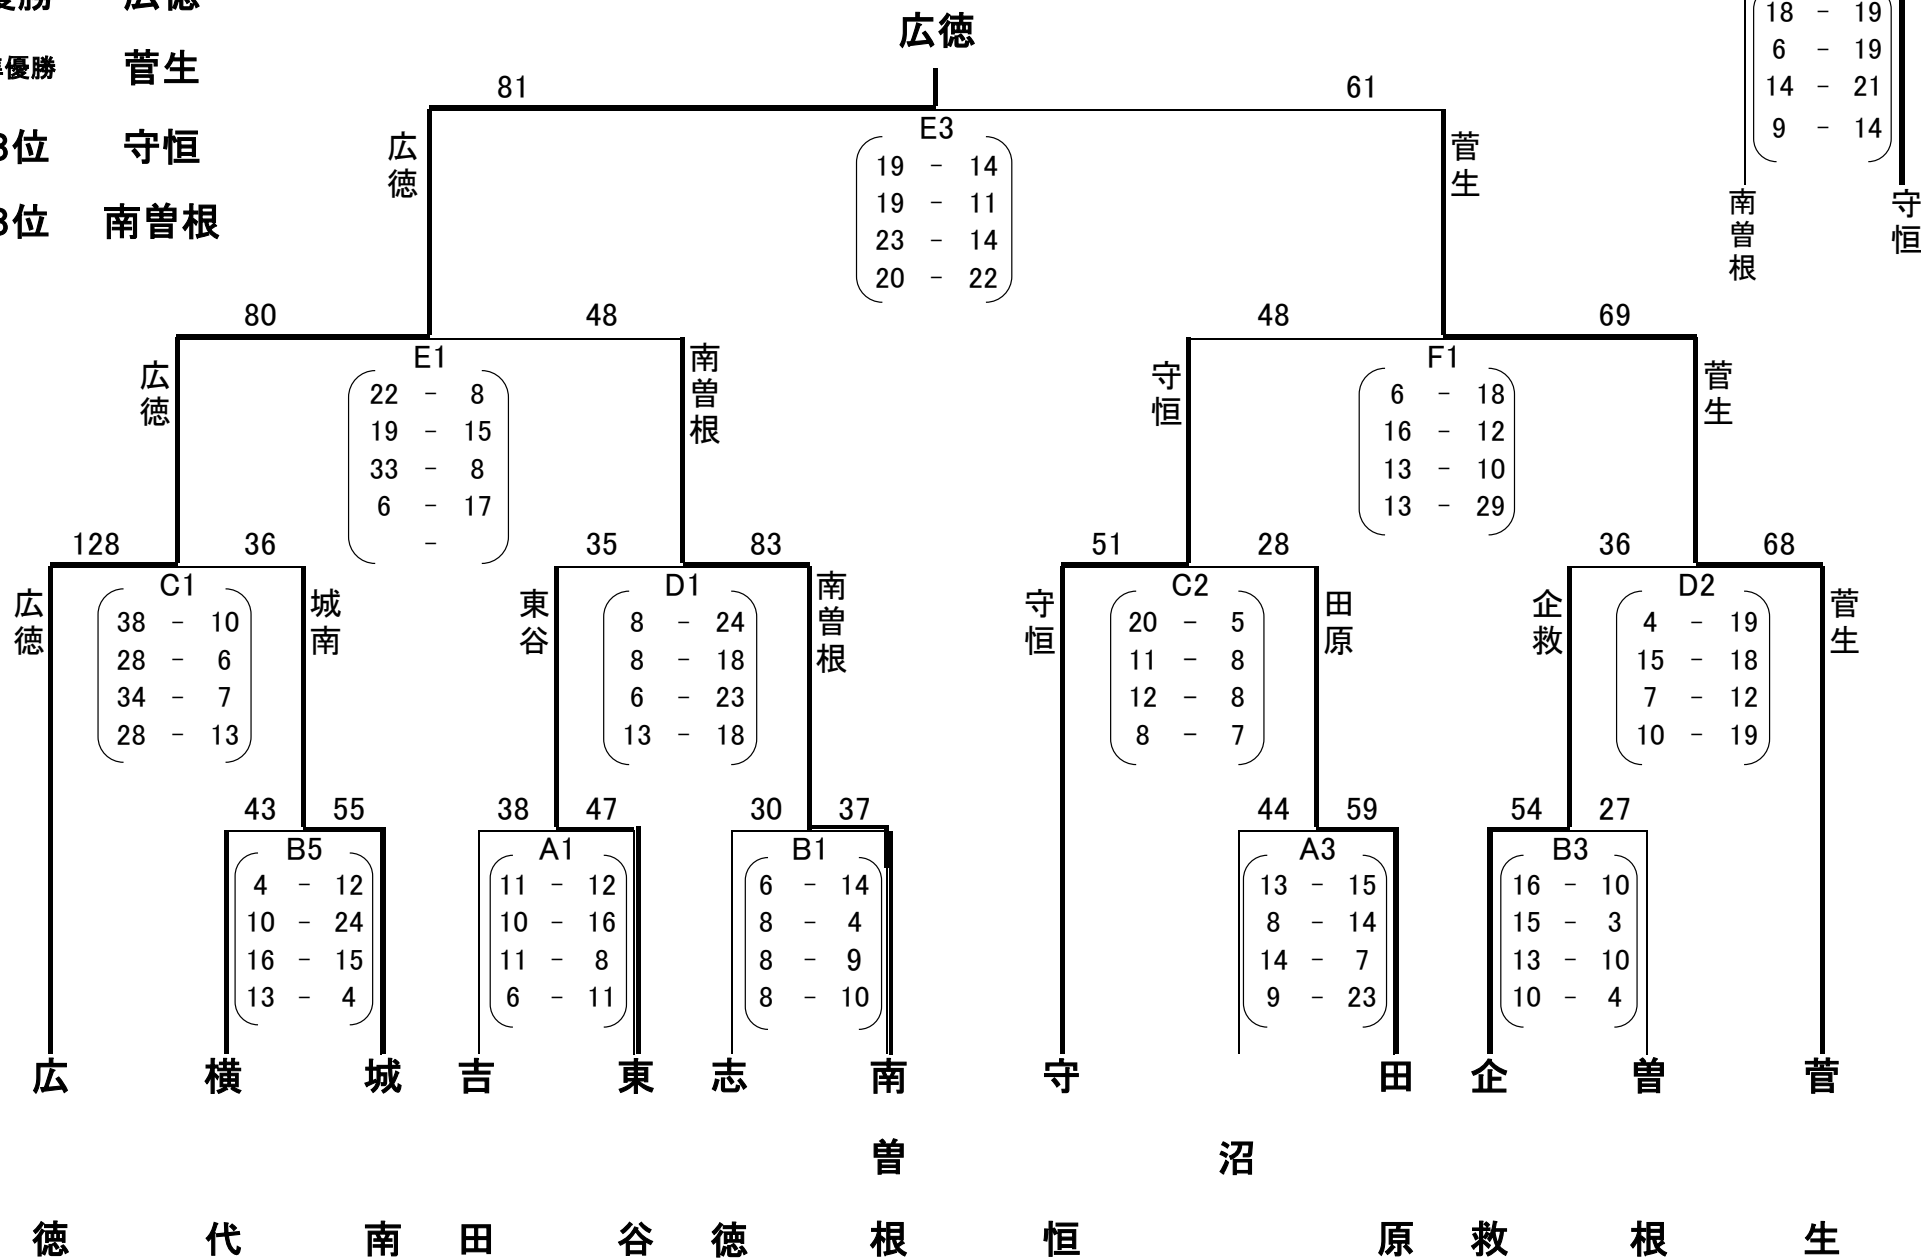 優勝 広徳
準優勝 菅生
3位 守恒
3位 南曽根
広徳
81 61
広徳
菅生
E3
19 - 14
19 - 11
23 - 14
20 - 22
18 - 19
6 - 19
14 - 21
9 - 14
南曽根
守恒
80 48
広徳
南曽根
E1
22 - 8
19 - 15
33 - 8
6 - 17
-
48 69
守恒
菅生
F1
6 - 18
16 - 12
13 - 10
13 - 29
128 36
広徳
城南
C1
38 - 10
28 - 6
34 - 7
28 - 13
35 83
東谷
南曽根
D1
8 - 24
8 - 18
6 - 23
13 - 18
51 28
守恒
田原
C2
20 - 5
11 - 8
12 - 8
8 - 7
36 68
企救
菅生
D2
4 - 19
15 - 18
7 - 12
10 - 19
43 55
B5
4 - 12
10 - 24
16 - 15
13 - 4
38 47
A1
11 - 12
10 - 16
11 - 8
6 - 11
30 37
B1
6 - 14
8 - 4
8 - 9
8 - 10
44 59
A3
13 - 15
8 - 14
14 - 7
9 - 23
54 27
B3
16 - 10
15 - 3
13 - 10
10 - 4
広徳
横代
城南
吉田
東谷
志徳
南曽根
守恒
沼
田原
企救
曽根
菅生